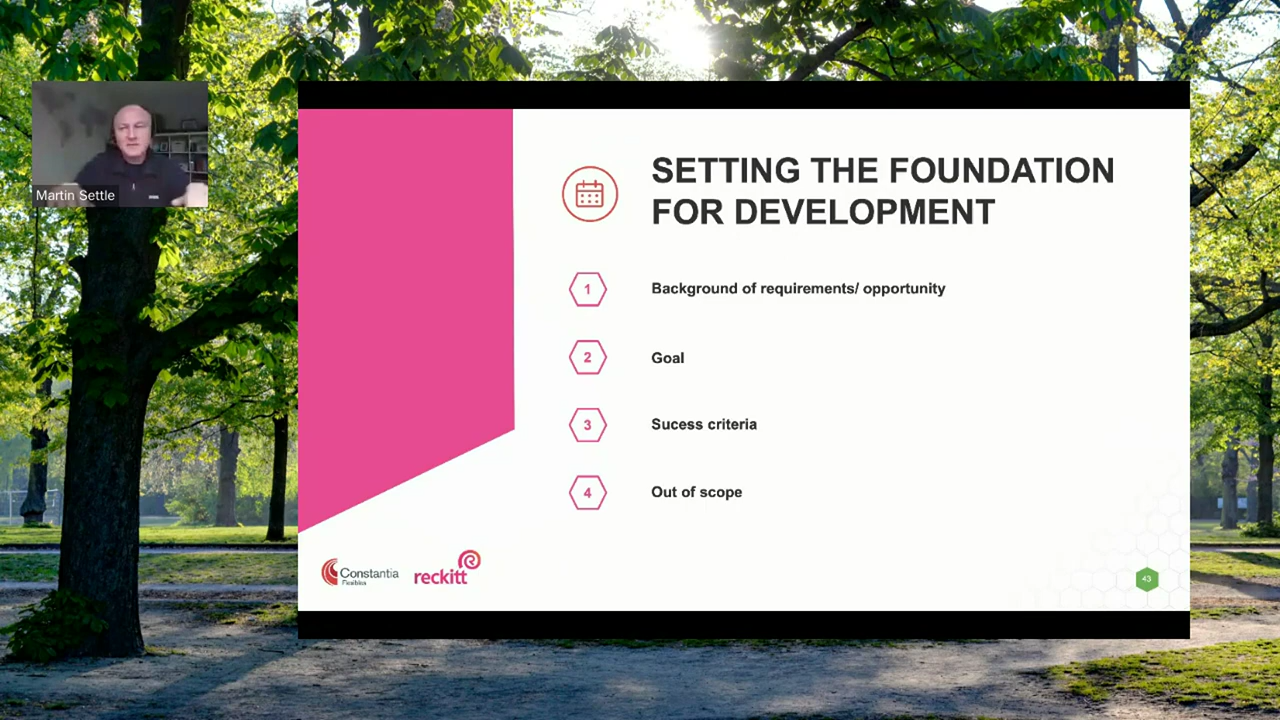 Martin Settle
SETTING THE FOUNDATION
FOR DEVELOPMENT
1
Background of requirements/ opportunity
2
Goal
3
Sucess criteria
4
Out of scope
Constantia
Flexibles
reckitt
43